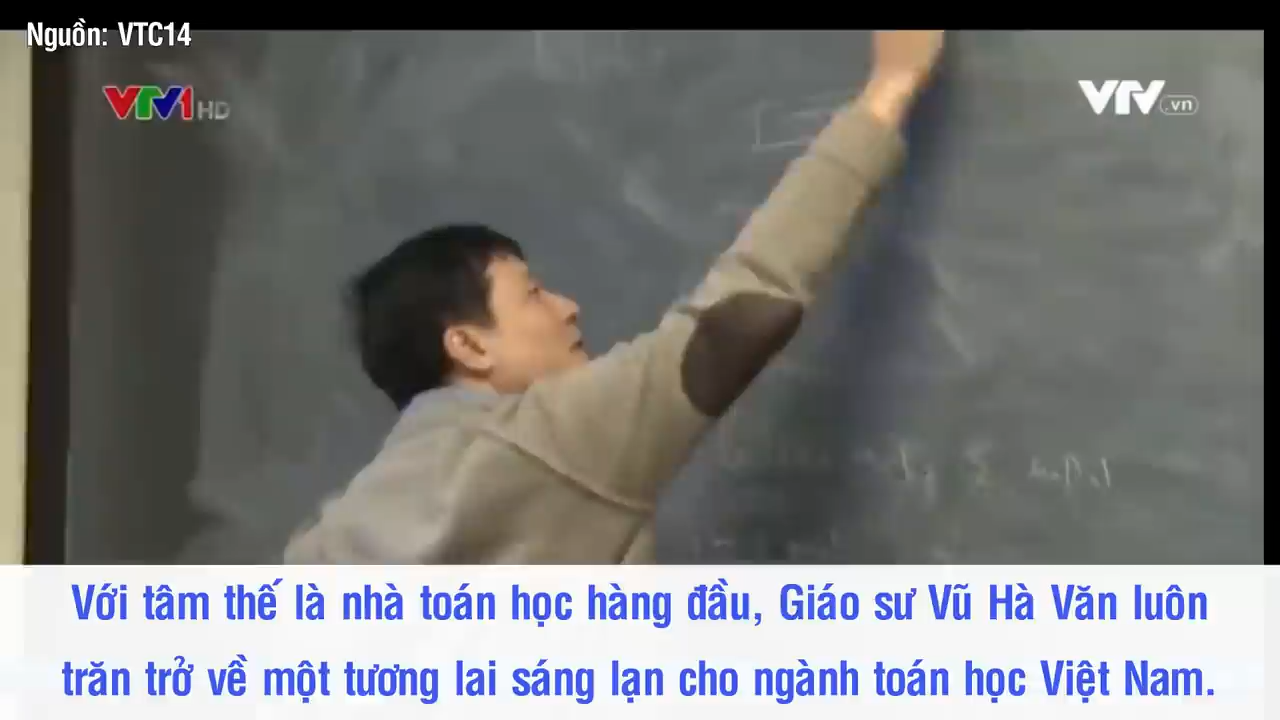 Nguồn: VTC14
VTV1 HD
VTV.vn
Với tâm thế là nhà toán học hàng đầu, Giáo sư Vũ Hà Văn luôn
trăn trở về một tương lai sáng lạn cho ngành toán học Việt Nam.